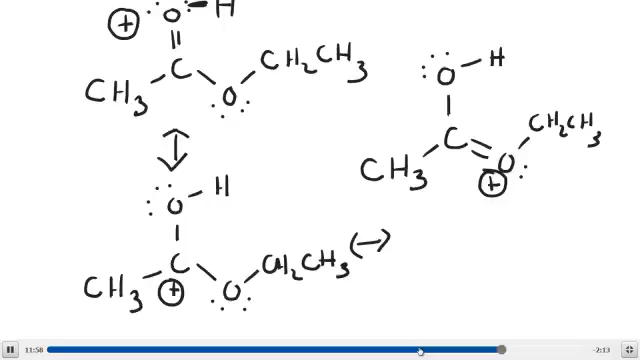 + O H
C
CH3 O CH2CH3
O H
C
CH3 + O CH2CH3
O H
C CH2CH3
CH3 O
+
11:58 -2:13